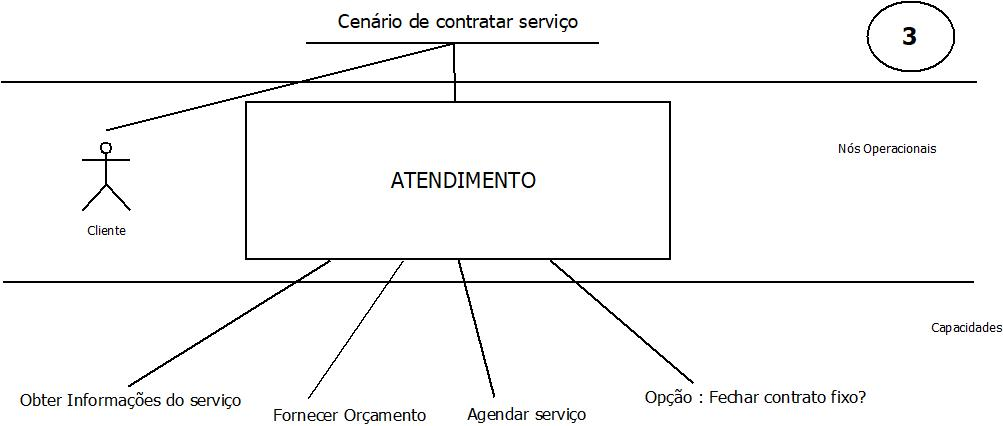 Cenário de contratar serviço
3
Nós Operacionais
ATENDIMENTO
Cliente
Capacidades
Obter Informações do serviço
Fornecer Orçamento
Agendar serviço
Opção : Fechar contrato fixo?